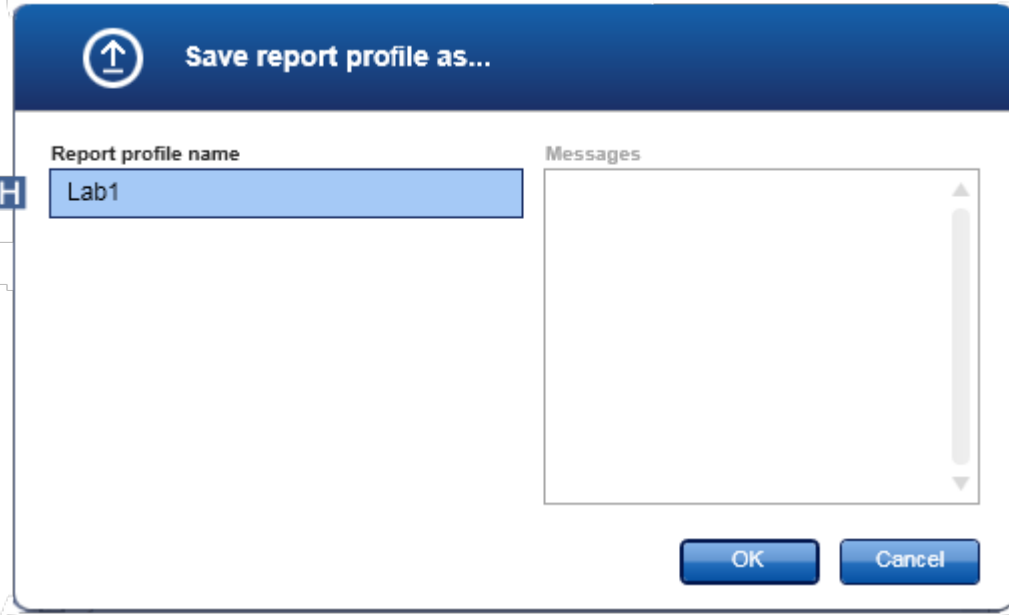 Save report profile as...
Report profile name
Messages
H
Lab1
OK
Cancel